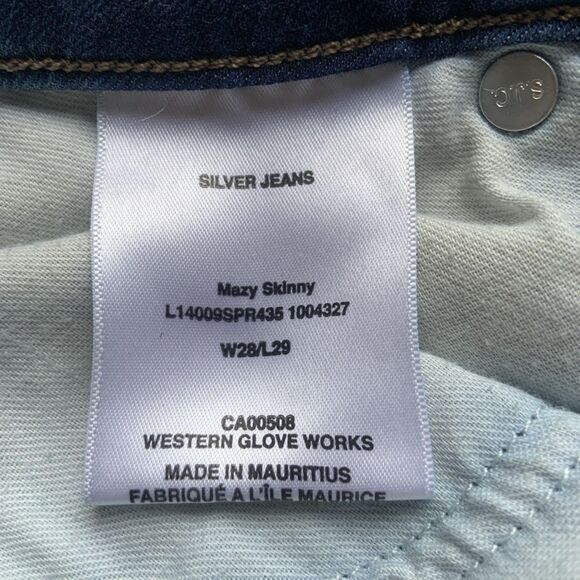 S.J.C.
SILVER JEANS
Mazy Skinny
L14009SPR435 1004327
W28/L29
CA00508
WESTERN GLOVE WORKS
MADE IN MAURITIUS
FABRIQUÉ A L'ÎLE MAURICE